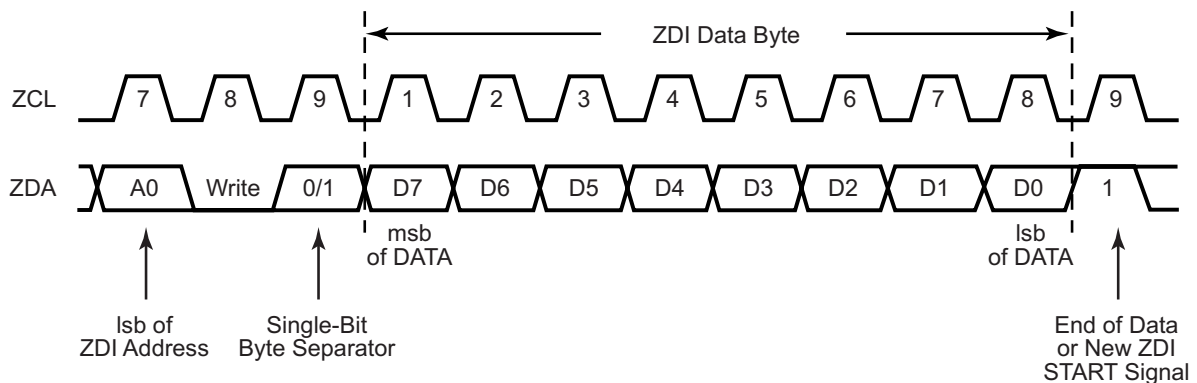 ZDI Data Byte
ZCL 7 8 9 1 2 3 4 5 6 7 8 9
ZDA A0 Write 0/1 D7 D6 D5 D4 D3 D2 D1 D0 1
msb
of DATA
lsb
of DATA
lsb of
ZDI Address
Single-Bit
Byte Separator
End of Data
or New ZDI
START Signal